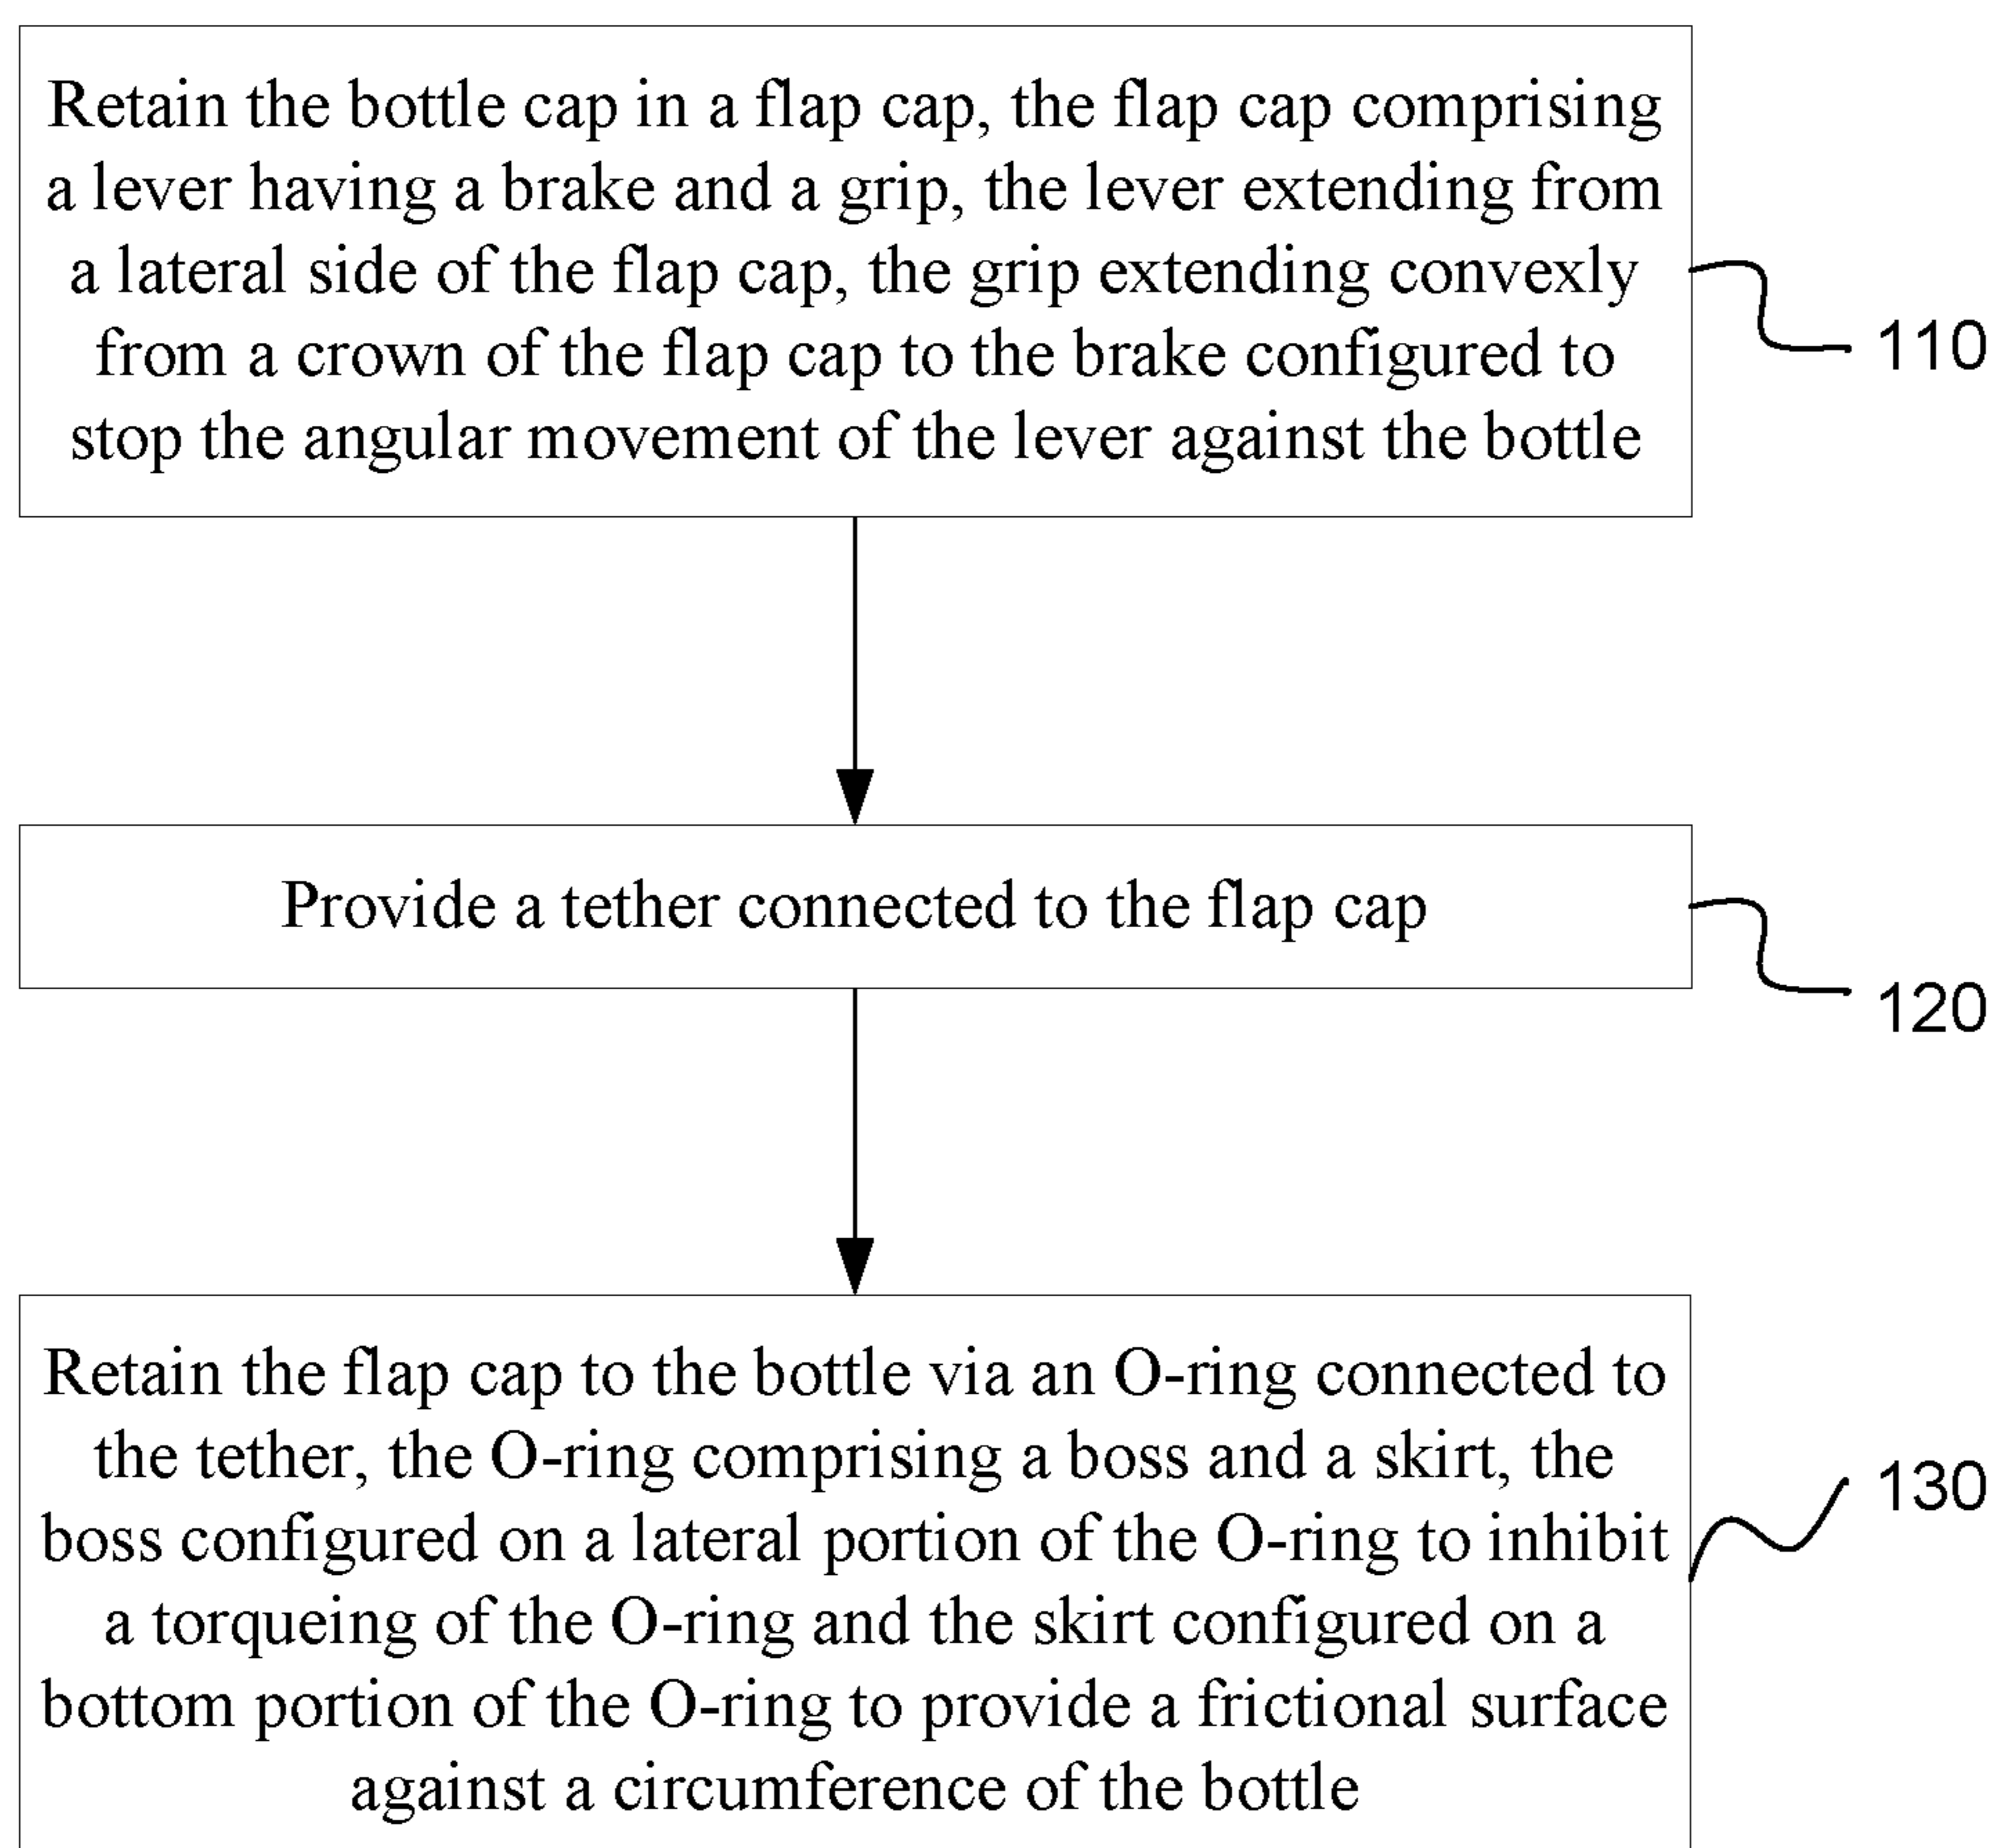 Retain the bottle cap in a flap cap, the flap cap comprising
a lever having a brake and a grip, the lever extending from
a lateral side of the flap cap, the grip extending convexly
from a crown of the flap cap to the brake configured to
stop the angular movement of the lever against the bottle
110
Provide a tether connected to the flap cap
120
Retain the flap cap to the bottle via an O-ring connected to
the tether, the O-ring comprising a boss and a skirt, the
boss configured on a lateral portion of the O-ring to inhibit
a torqueing of the O-ring and the skirt configured on a
bottom portion of the O-ring to provide a frictional surface
against a circumference of the bottle
130